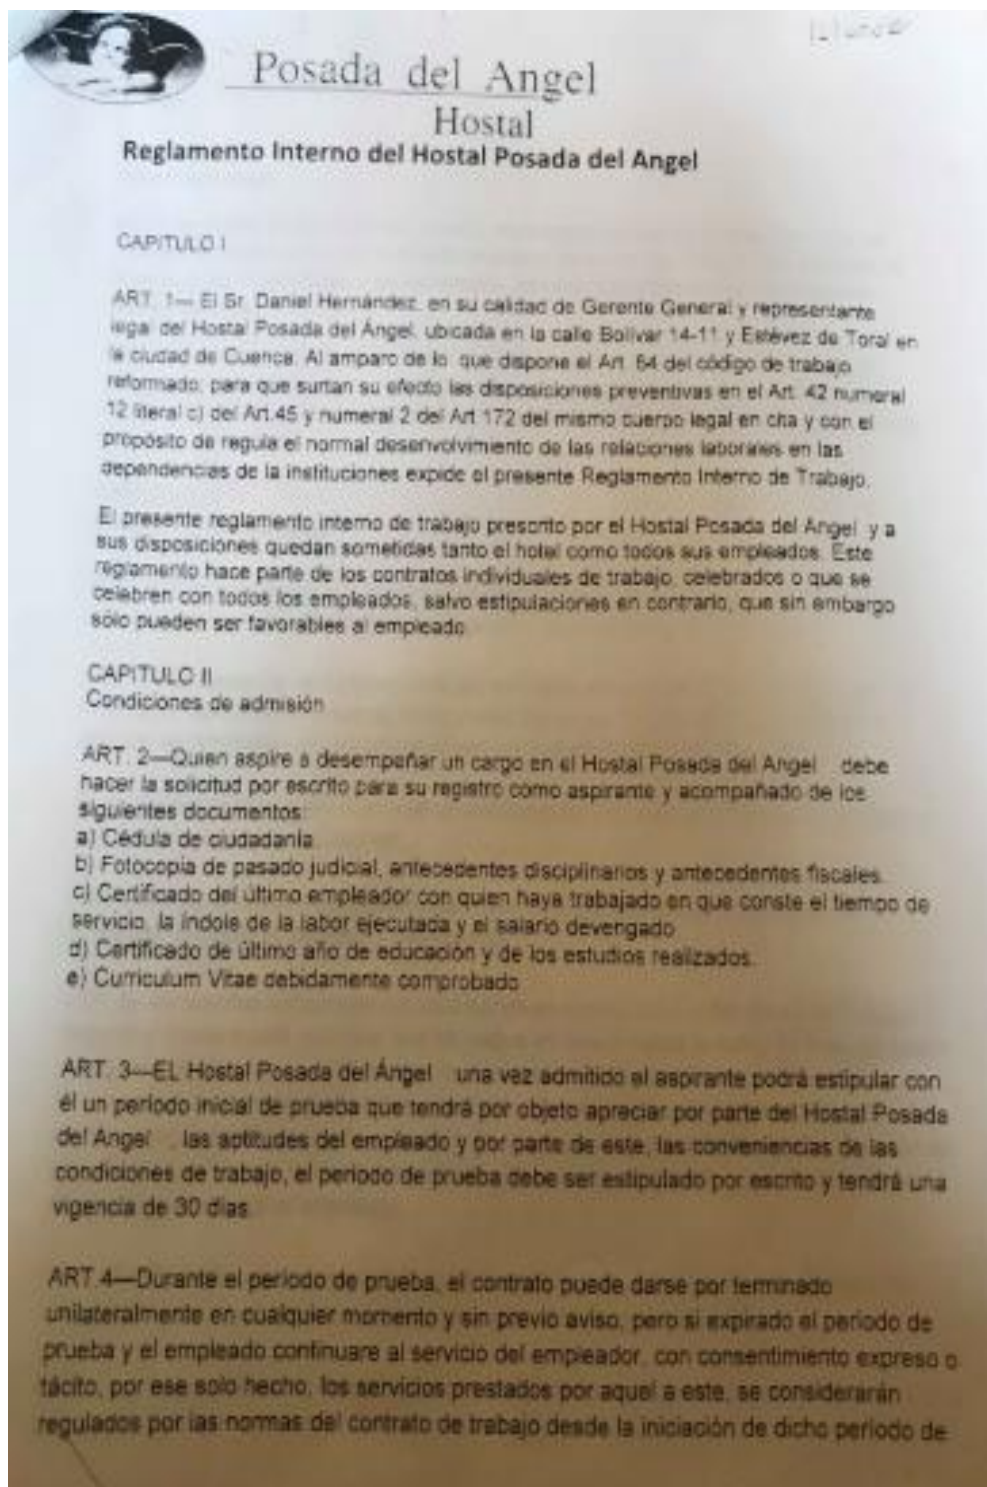 Posada del Angel
Hostal
Reglamento Interno del Hostal Posada del Angel
CAPITULO I
ART. 1— El Sr. Daniel Hernández, en su calidad de Gerente General y representante
legal del Hostal Posada del Ángel, ubicada en la calle Bolívar 14-11 y Estévez de Toral en
la ciudad de Cuenca. Al amparo de lo que dispone el Art. 64 del código de trabajo
reformado, para que surtan su efecto las disposiciones preventivas en el Art. 42 numeral
12 literal c) del Art.45 y numeral 2 del Art 172 del mismo cuerpo legal en cita y con el
propósito de regula el normal desenvolvimiento de las relaciones laborales en las
dependencias de la instituciones expide el presente Reglamento Interno de Trabajo.
El presente reglamento interno de trabajo prescrito por el Hostal Posada del Angel y a
sus disposiciones quedan sometidas tanto el hotel como todos sus empleados. Este
reglamento hace parte de los contratos individuales de trabajo, celebrados o que se
celebren con todos los empleados, salvo estipulaciones en contrario, que sin embargo
sólo pueden ser favorables al empleado.
CAPITULO II
Condiciones de admisión
ART. 2—Quien aspire a desempeñar un cargo en el Hostal Posada del Angel debe
hacer la solicitud por escrito para su registro como aspirante y acompañado de los
siguientes documentos:
a) Cédula de ciudadanía
b) Fotocopia de pasado judicial, antecedentes disciplinarios y antecedentes fiscales.
c) Certificado del último empleador con quien haya trabajado en que conste el tiempo de
servicio, la índole de la labor ejecutada y el salario devengado
d) Certificado de último año de educación y de los estudios realizados.
e) Curriculum Vitae debidamente comprobado
ART. 3—EL Hostal Posada del Ángel una vez admitido el aspirante podrá estipular con
él un período inicial de prueba que tendrá por objeto apreciar por parte del Hostal Posada
del Angel , las aptitudes del empleado y por parte de este, las conveniencias de las
condiciones de trabajo, el periodo de prueba debe ser estipulado por escrito y tendrá una
vigencia de 30 días.
ART.4—Durante el período de prueba, el contrato puede darse por terminado
unilateralmente en cualquier momento y sin previo aviso, pero si expirado el periodo de
prueba y el empleado continuare al servicio del empleador, con consentimiento expreso o
tácito, por ese solo hecho, los servicios prestados por aquel a este, se considerarán
regulados por las normas del contrato de trabajo desde la iniciación de dicho período de